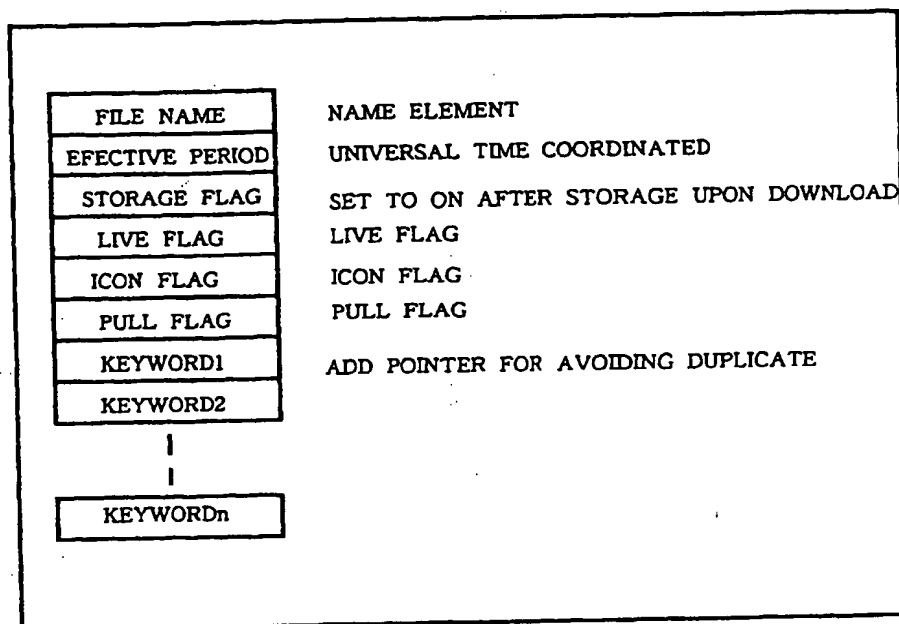 FILE NAME NAME ELEMENT
EFECTIVE PERIOD UNIVERSAL TIME COORDINATED
STORAGE FLAG SET TO ON AFTER STORAGE UPON DOWNLOAD
LIVE FLAG LIVE FLAG
ICON FLAG ICON FLAG
PULL FLAG PULL FLAG
KEYWORD1 ADD POINTER FOR AVOIDING DUPLICATE
KEYWORD2
KEYWORDn